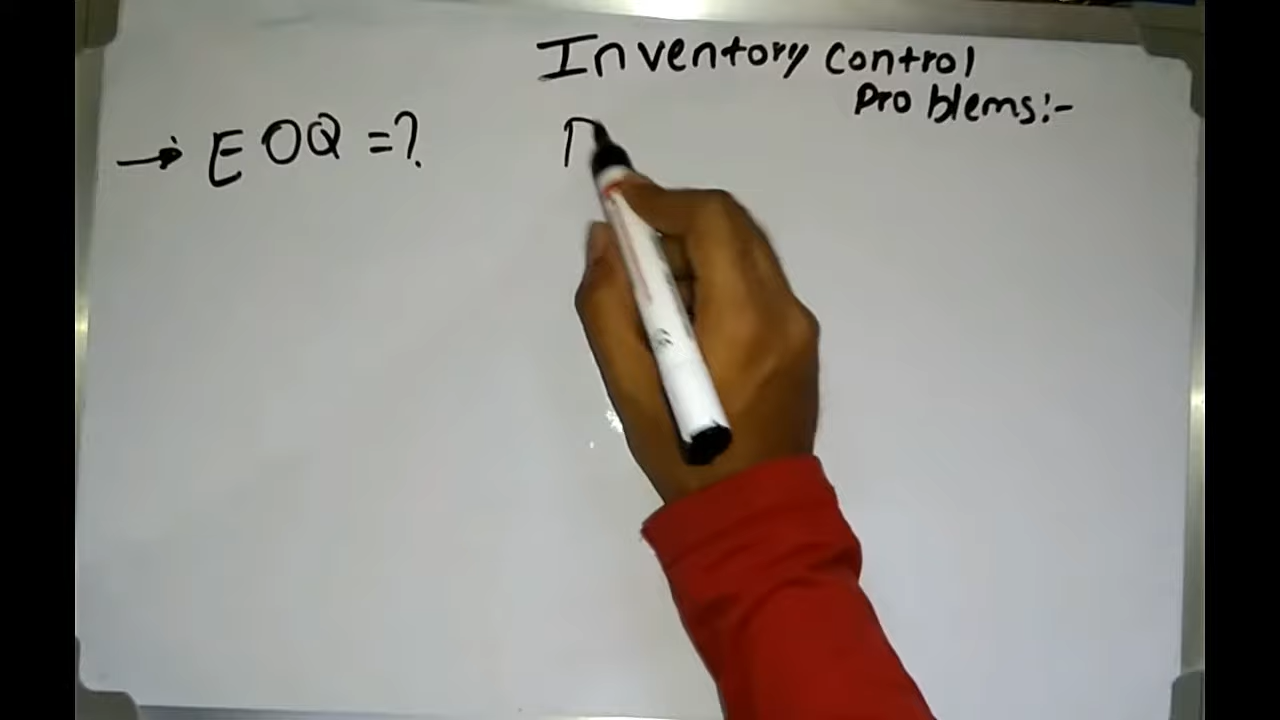 Inventory control
Problems:-
→ EOQ =?